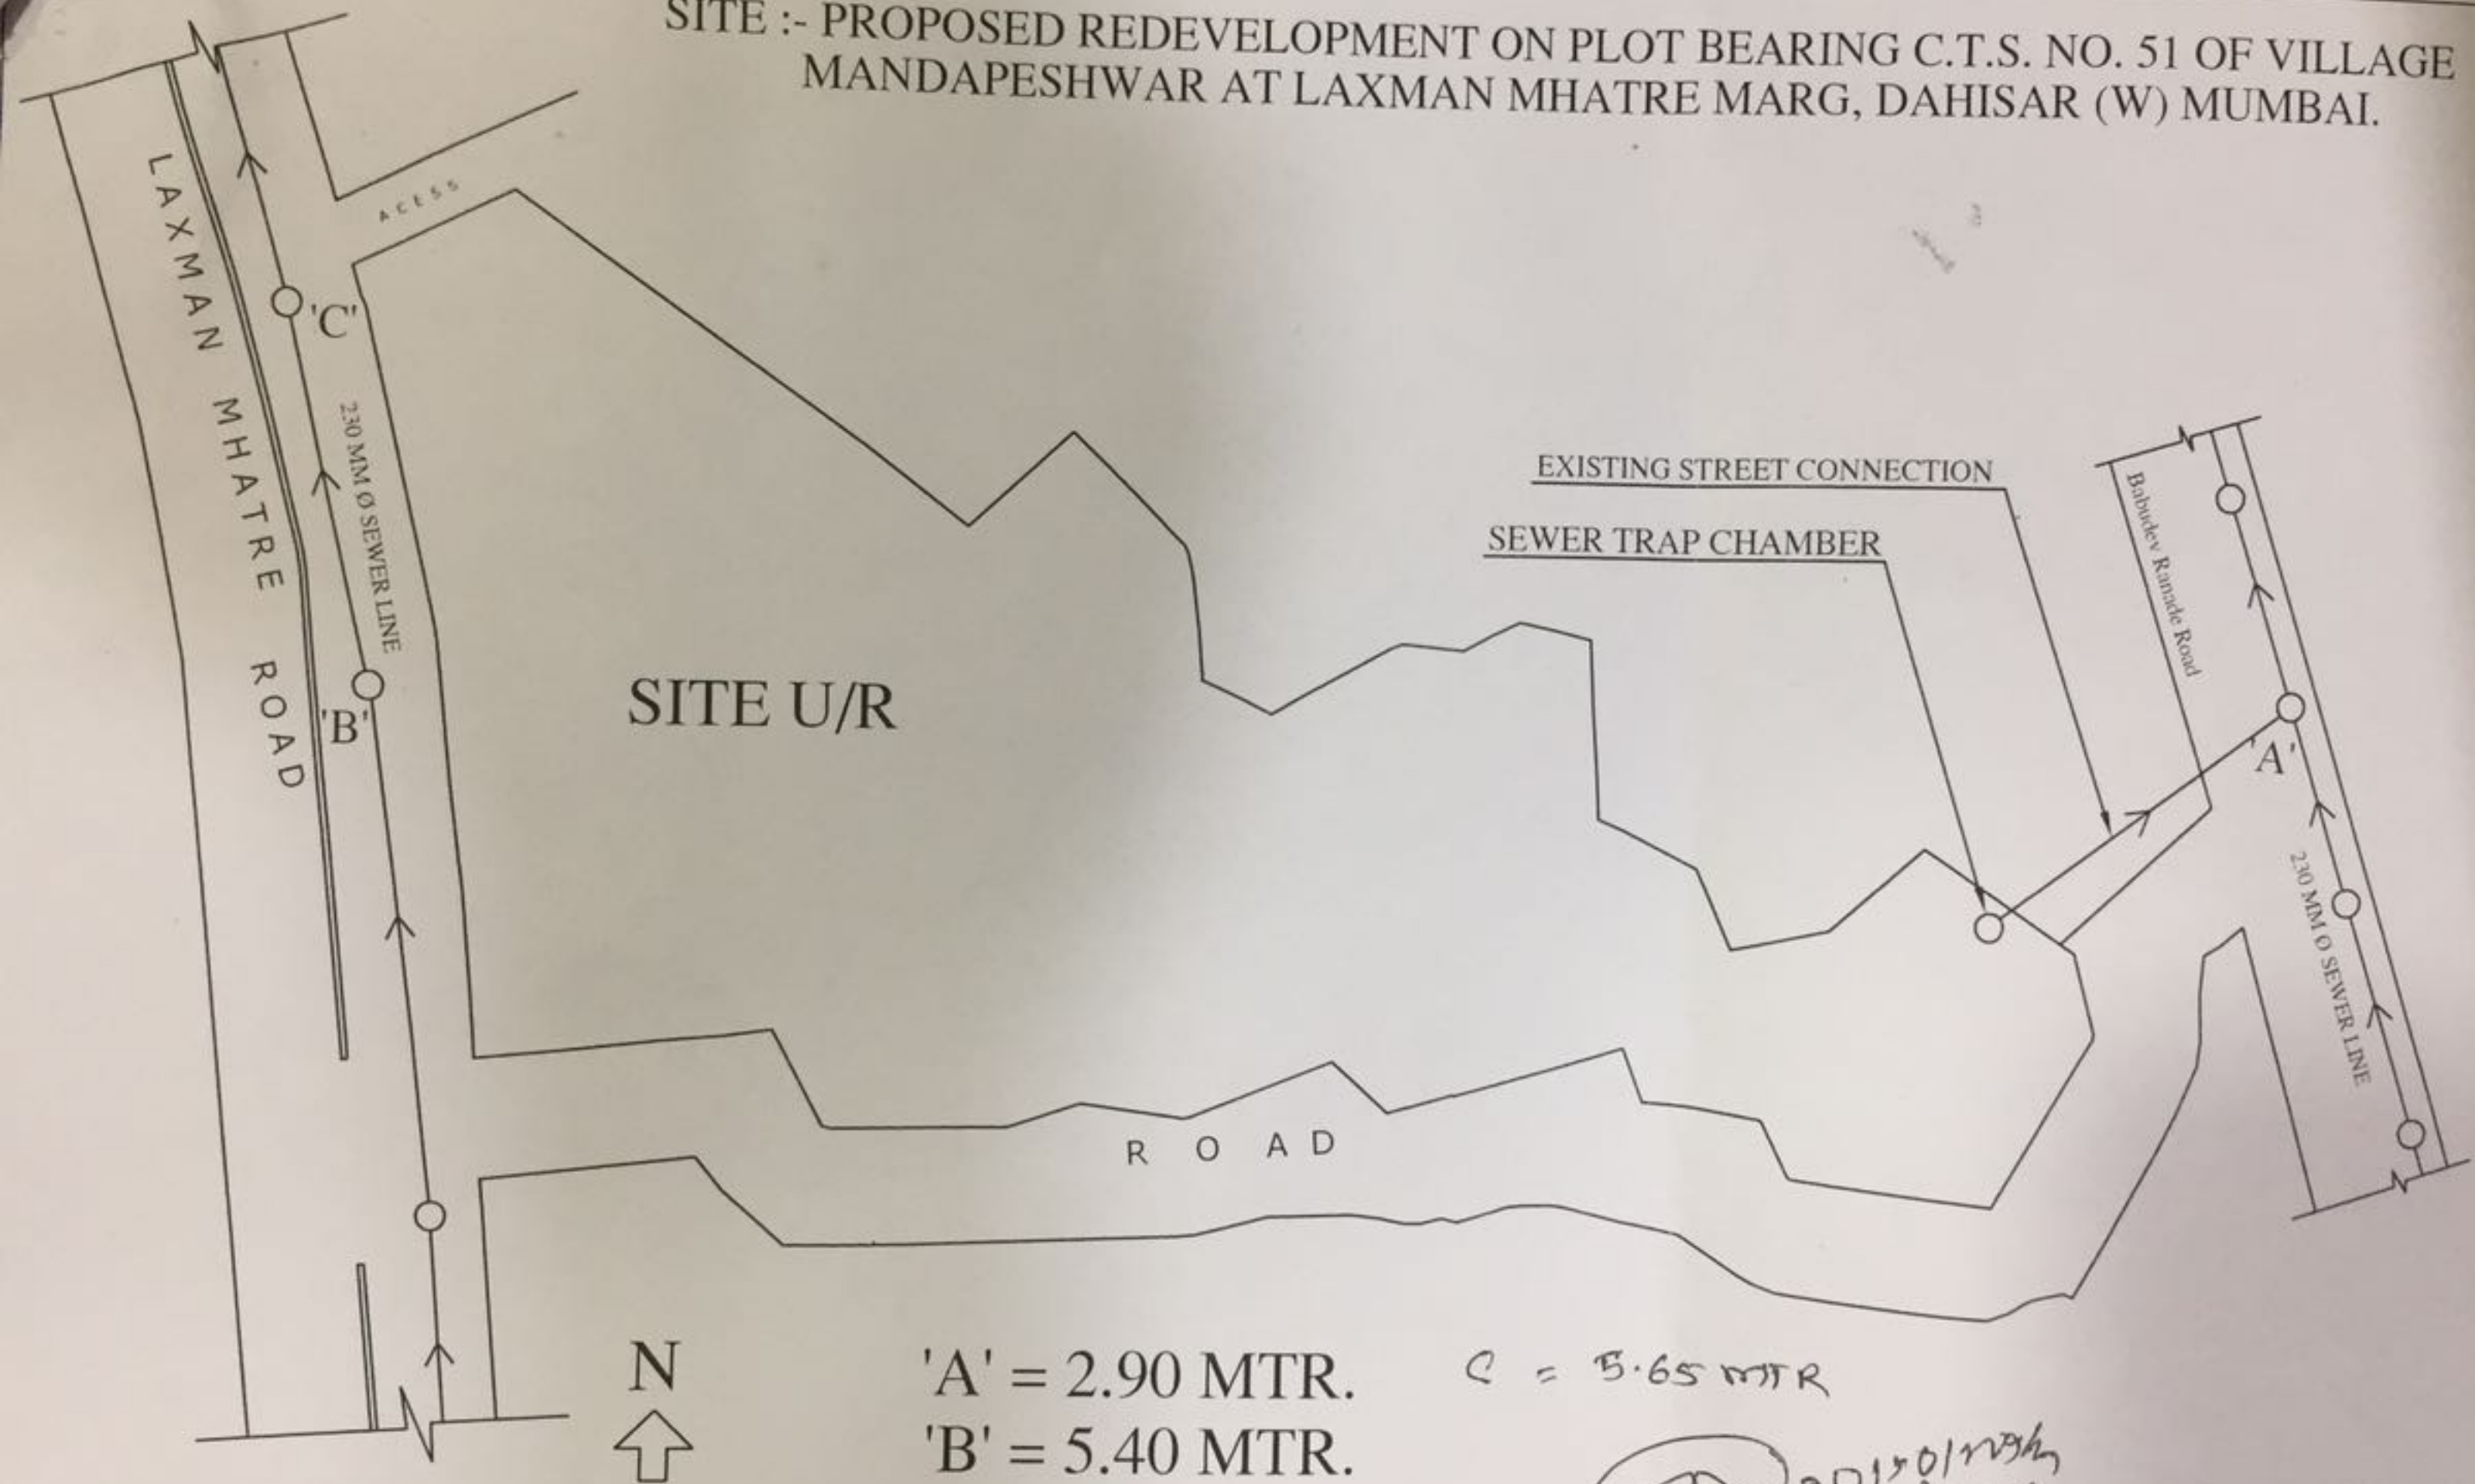 SITE :- PROPOSED REDEVELOPMENT ON PLOT BEARING C.T.S. NO. 51 OF VILLAGE
MANDAPESHWAR AT LAXMAN MHATRE MARG, DAHISAR (W) MUMBAI.
ACESS
LAXMAN MHATRE ROAD
'C'
230 MM Ø SEWER LINE
'B'
SITE U/R
EXISTING STREET CONNECTION
SEWER TRAP CHAMBER
Babudev Ranade Road
'A'
230 MM Ø SEWER LINE
ROAD
N
'A' = 2.90 MTR.
C = 5.65 MTR
'B' = 5.40 MTR.